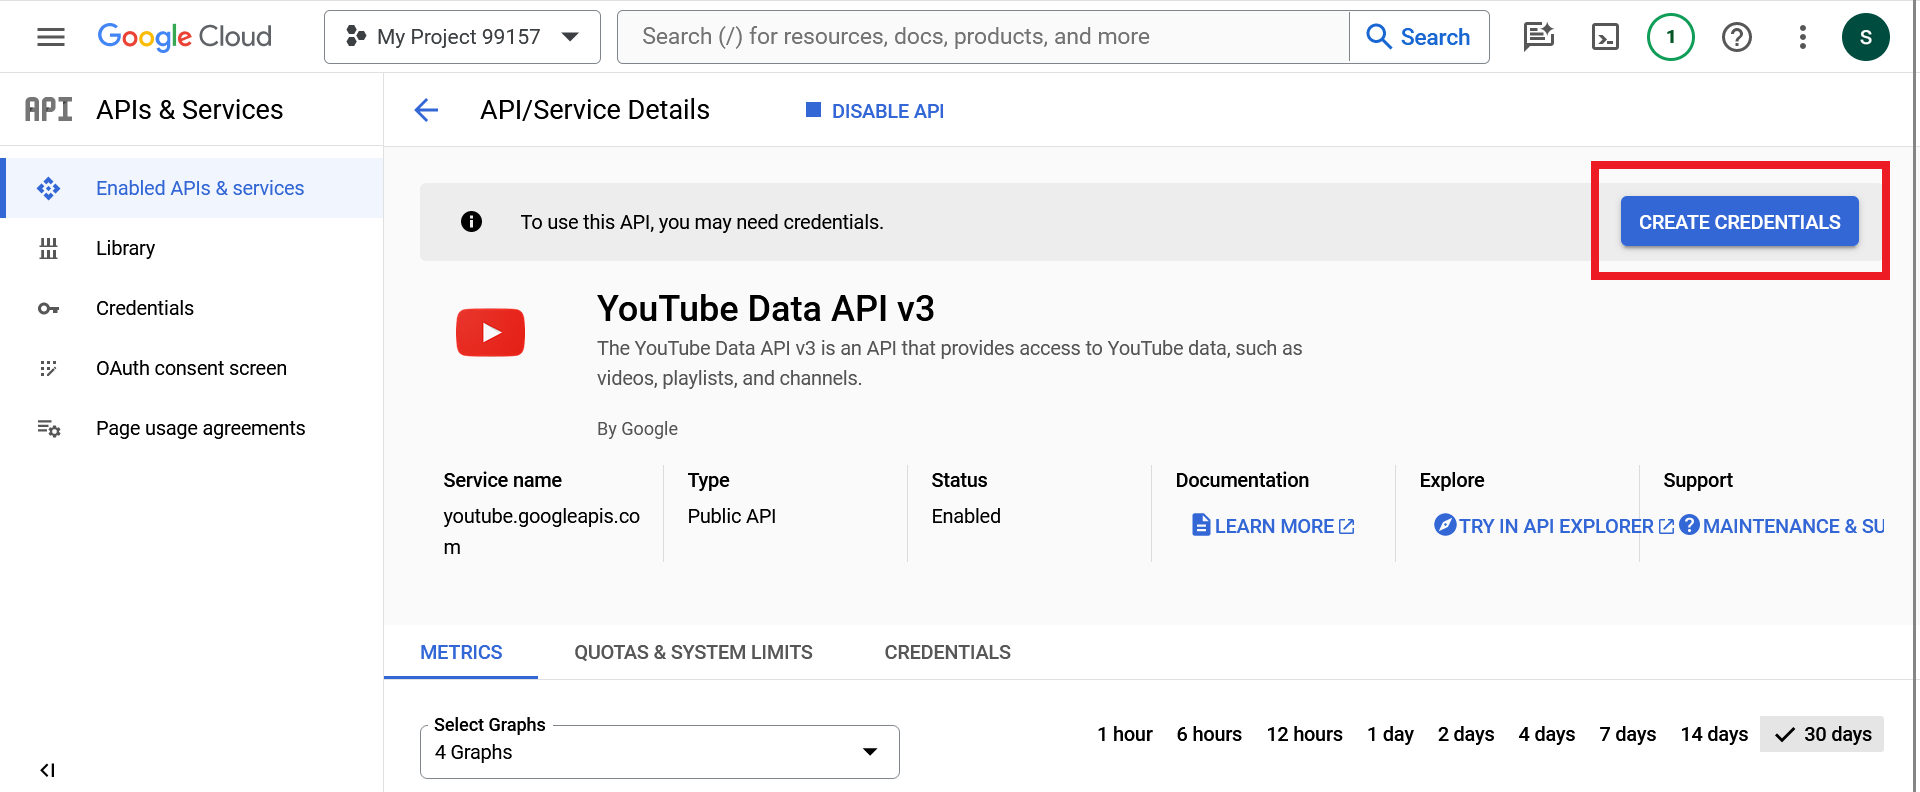 Google Cloud
My Project 99157
Search (/) for resources, docs, products, and more
Search
1
S
API
APIs & Services
API/Service Details
DISABLE API
Enabled APIs & services
Library
Credentials
OAuth consent screen
Page usage agreements
To use this API, you may need credentials.
CREATE CREDENTIALS
YouTube Data API v3
The YouTube Data API v3 is an API that provides access to YouTube data, such as
videos, playlists, and channels.
By Google
Service name
youtube.googleapis.co
m
Type
Public API
Status
Enabled
Documentation
LEARN MORE
Explore
TRY IN API EXPLORER
Support
MAINTENANCE & SU
METRICS
QUOTAS & SYSTEM LIMITS
CREDENTIALS
Select Graphs
4 Graphs
1 hour
6 hours
12 hours
1 day
2 days
4 days
7 days
14 days
30 days